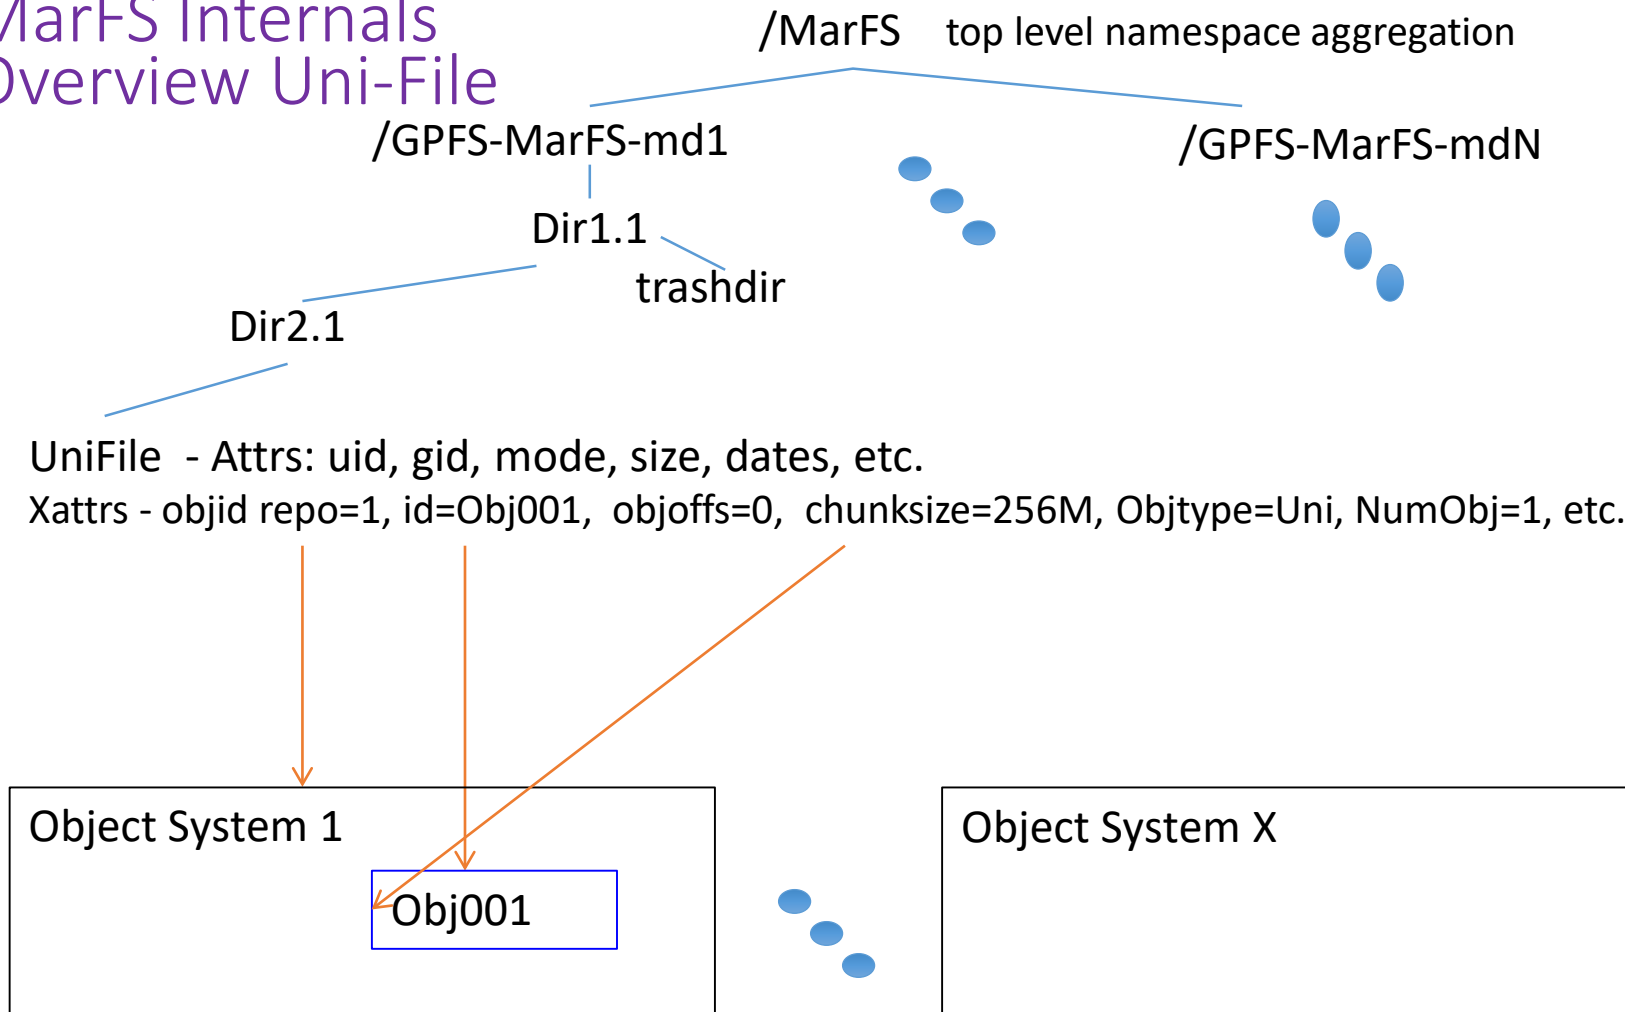 MarFS Internals
Overview Uni-File
/MarFS top level namespace aggregation
/GPFS-MarFS-md1
/GPFS-MarFS-mdN
Dir1.1
trashdir
Dir2.1
UniFile - Attrs: uid, gid, mode, size, dates, etc.
Xattrs - objid repo=1, id=Obj001, objoffs=0, chunksize=256M, Objtype=Uni, NumObj=1, etc.
Object System 1
Object System X
Obj001